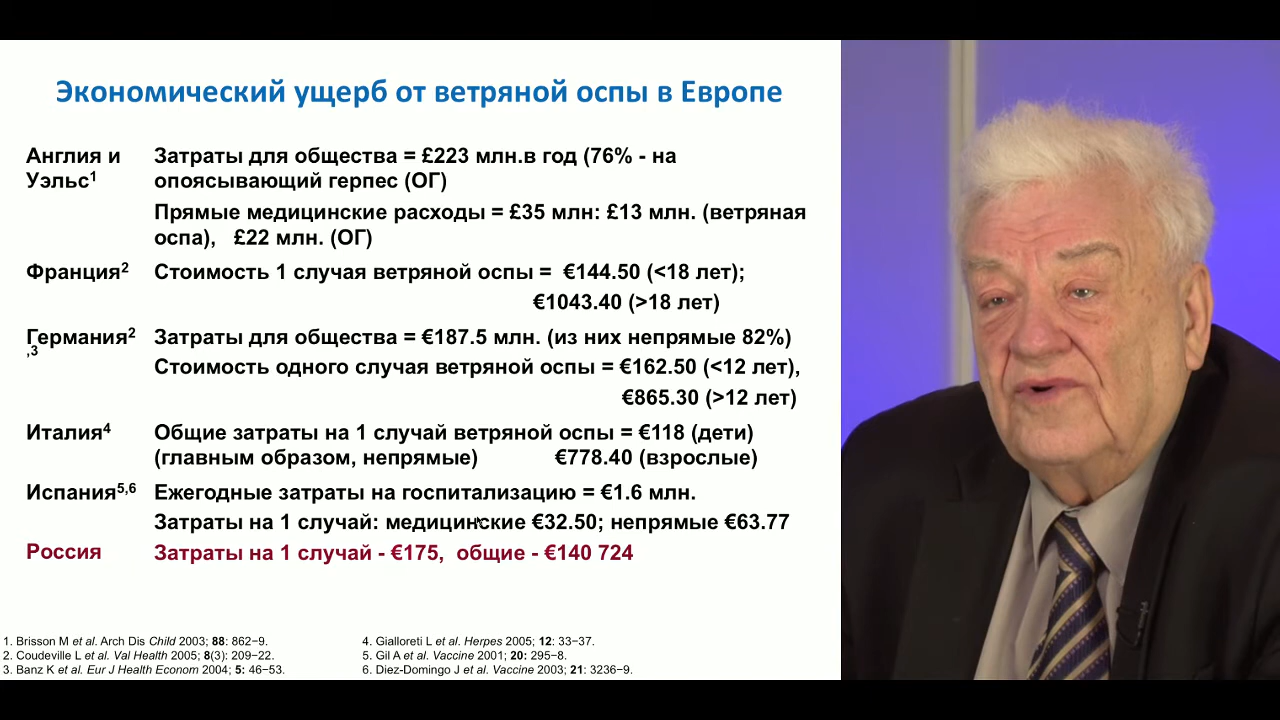 Экономический ущерб от ветряной оспы в Европе
Англия и Уэльс1
Затраты для общества = £223 млн.в год (76% - на
опоясывающий герпес (ОГ)
Прямые медицинские расходы = £35 млн: £13 млн. (ветряная
оспа), £22 млн. (ОГ)
Франция2 Стоимость 1 случая ветряной оспы = €144.50 (<18 лет);
€1043.40 (>18 лет)
Германия2,3 Затраты для общества = €187.5 млн. (из них непрямые 82%)
Стоимость одного случая ветряной оспы = €162.50 (<12 лет),
€865.30 (>12 лет)
Италия4 Общие затраты на 1 случай ветряной оспы = €118 (дети)
(главным образом, непрямые) €778.40 (взрослые)
Испания5,6 Ежегодные затраты на госпитализацию = €1.6 млн.
Затраты на 1 случай: медицинские €32.50; непрямые €63.77
Россия Затраты на 1 случай - €175, общие - €140 724
1. Brisson M et al. Arch Dis Child 2003; 88: 862−9.
2. Coudeville L et al. Val Health 2005; 8(3): 209−22.
3. Banz K et al. Eur J Health Econom 2004; 5: 46−53.
4. Gialloreti L et al. Herpes 2005; 12: 33−37.
5. Gil A et al. Vaccine 2001; 20: 295−8.
6. Diez-Domingo J et al. Vaccine 2003; 21: 3236−9.